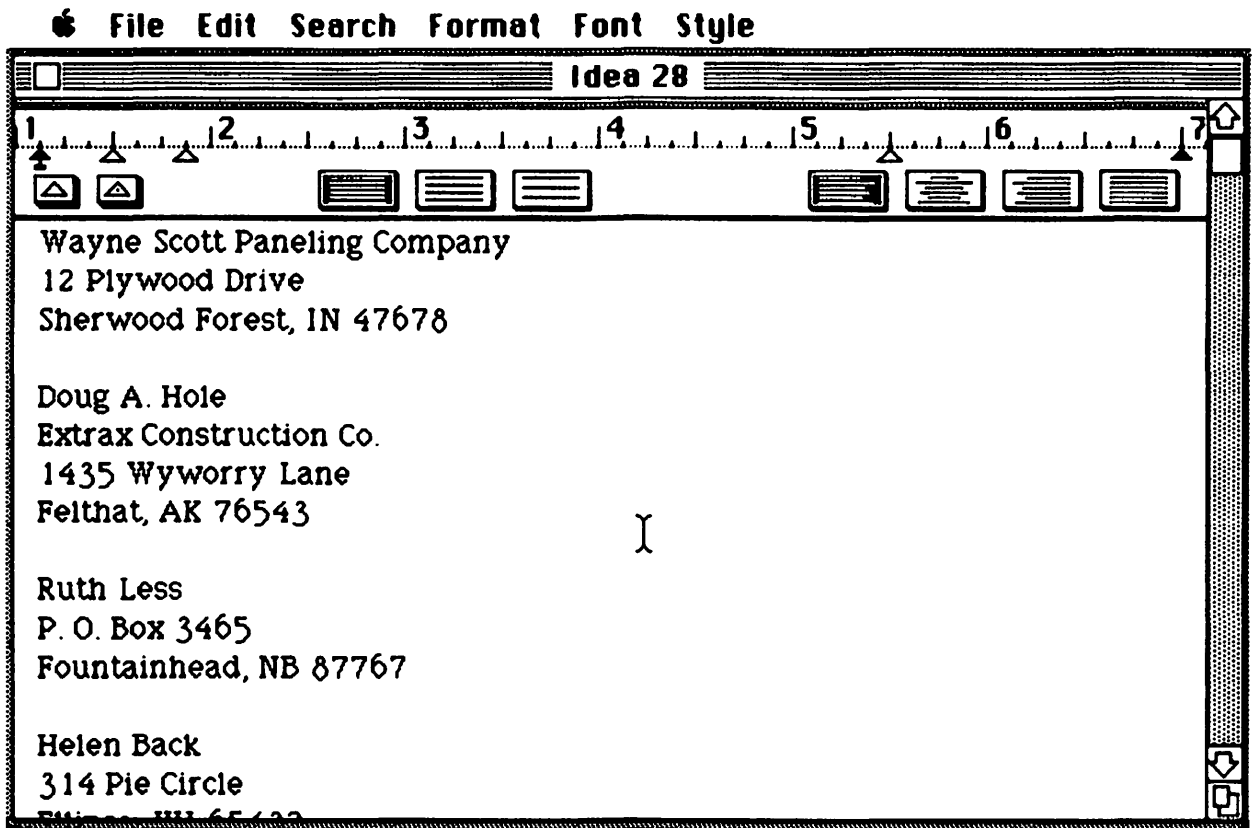 File Edit Search Format Font Style
Idea 28
1 2 3 4 5 6 7
Wayne Scott Paneling Company
12 Plywood Drive
Sherwood Forest, IN 47678
Doug A. Hole
Extrax Construction Co.
1435 Wyworry Lane
Felthat, AK 76543
Ruth Less
P. O. Box 3465
Fountainhead, NB 87767
Helen Back
314 Pie Circle